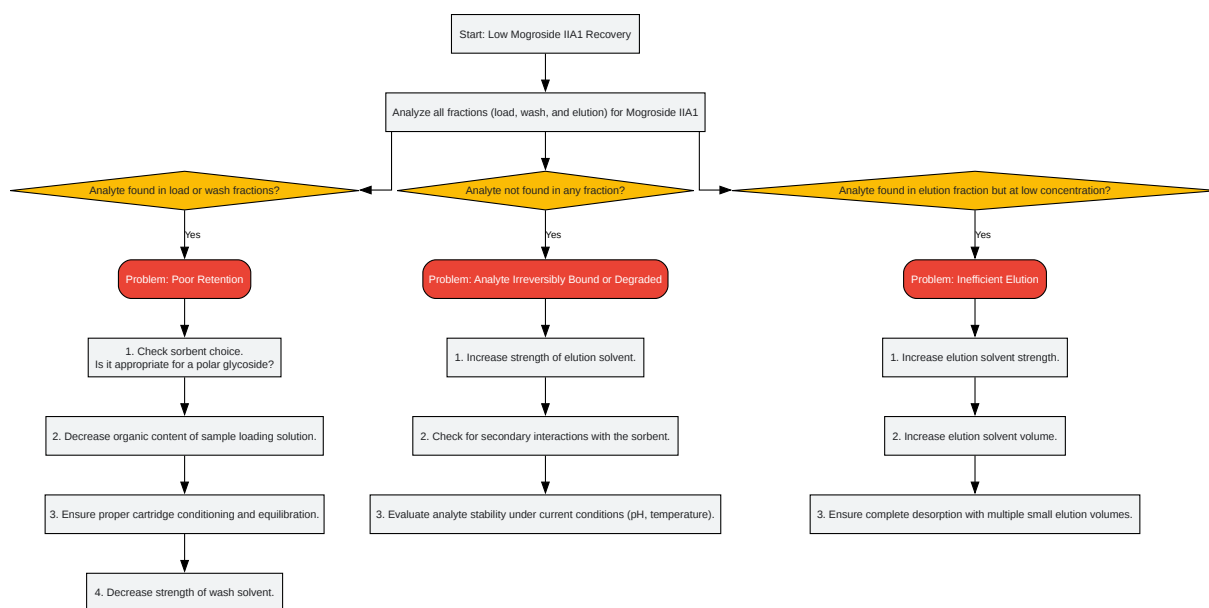 Start: Low Mogroside IIA1 Recovery
Analyze all fractions (load, wash, and elution) for Mogroside IIA1
Analyte found in load or wash fractions?
Analyte not found in any fraction?
Analyte found in elution fraction but at low concentration?
Yes
Yes
Yes
Problem: Poor Retention
Problem: Analyte Irreversibly Bound or Degraded
Problem: Inefficient Elution
1. Check sorbent choice.
Is it appropriate for a polar glycoside?
1. Increase strength of elution solvent.
1. Increase elution solvent strength.
2. Decrease organic content of sample loading solution.
2. Check for secondary interactions with the sorbent.
2. Increase elution solvent volume.
3. Ensure proper cartridge conditioning and equilibration.
3. Evaluate analyte stability under current conditions (pH, temperature).
3. Ensure complete desorption with multiple small elution volumes.
4. Decrease strength of wash solvent.